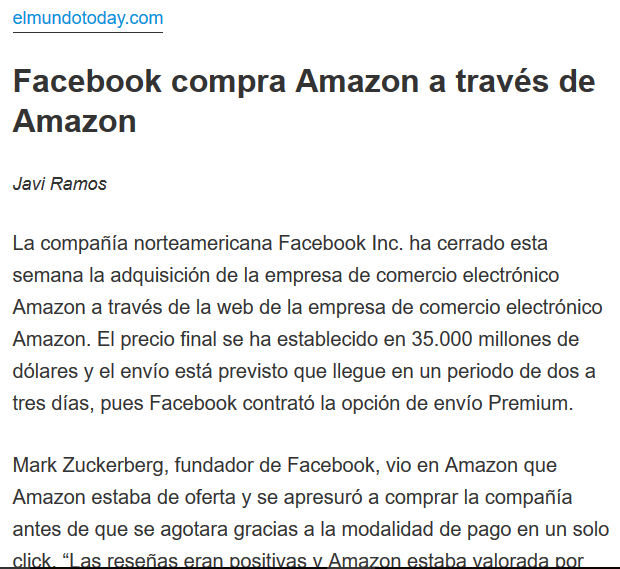 elmundotoday.com
Facebook compra Amazon a través de
Amazon
Javi Ramos
La compañía norteamericana Facebook Inc. ha cerrado esta
semana la adquisición de la empresa de comercio electrónico
Amazon a través de la web de la empresa de comercio electrónico
Amazon. El precio final se ha establecido en 35.000 millones de
dólares y el envío está previsto que llegue en un periodo de dos a
tres días, pues Facebook contrató la opción de envío Premium.
Mark Zuckerberg, fundador de Facebook, vio en Amazon que
Amazon estaba de oferta y se apresuró a comprar la compañía
antes de que se agotara gracias a la modalidad de pago en un solo
click. “Las reseñas eran positivas y Amazon estaba valorada por